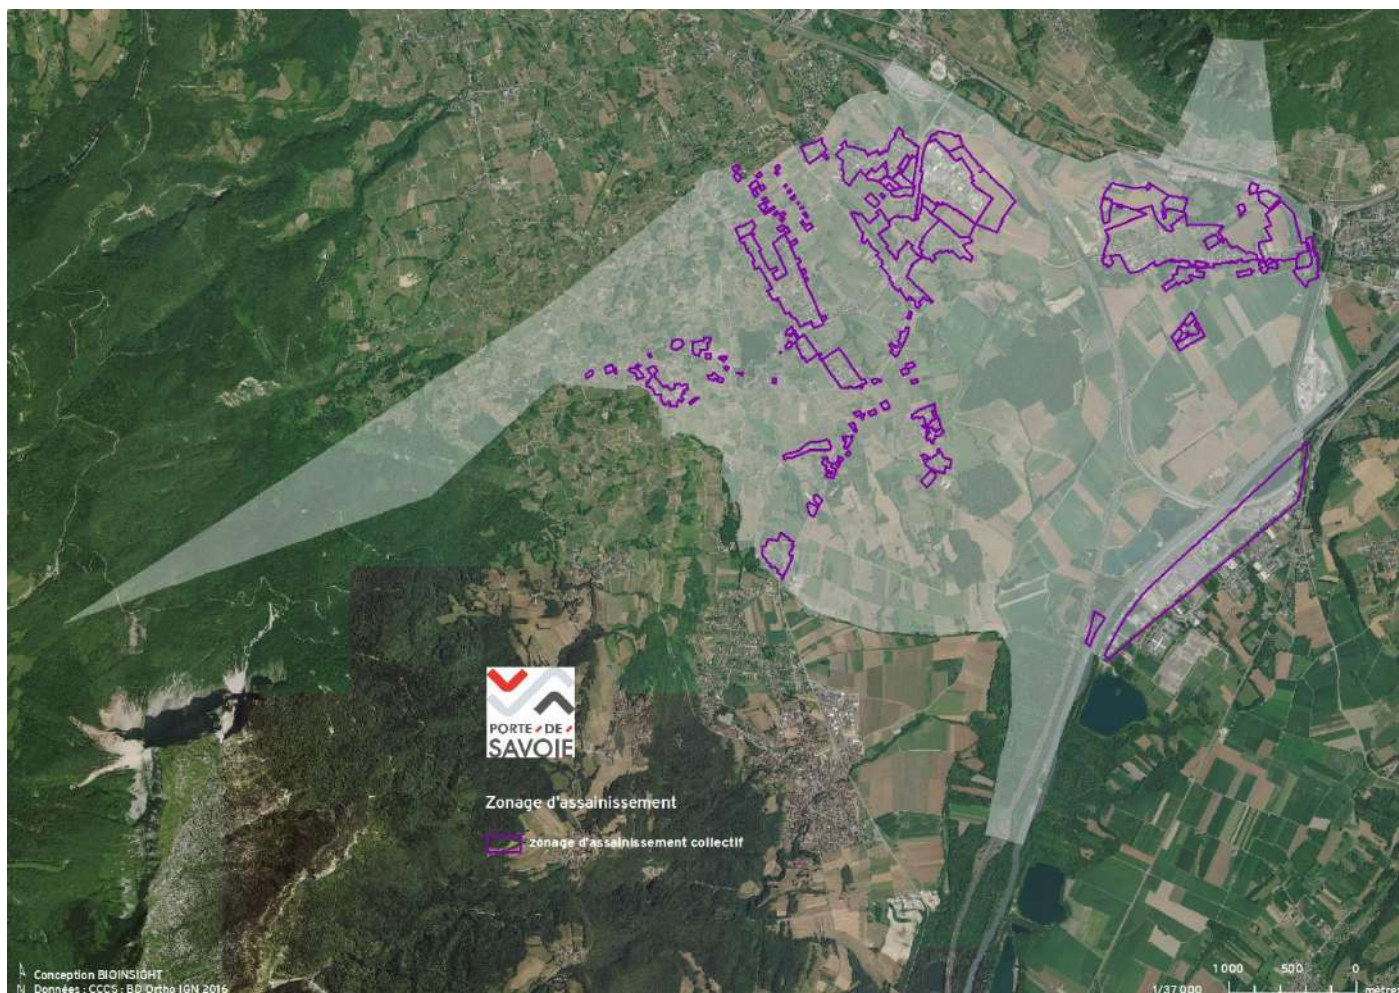 PORTE - DE -
SAVOIE
Zonage d'assainissement
zonage d'assainissement collectif
Conception BIOINSIGHT
N Données : CCCS - BD Ortho IGN 2016
1 000 500 0
1/37 000 mètres